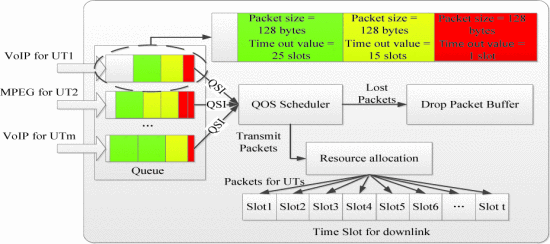 Packet size =
128 bytes
Time out value =
25 slots
Packet size =
128 bytes
Time out value =
15 slots
Packet size = 128
bytes
Time out value =
slot
VoIP for UT1
MPEG for UT2
VoIP for UTm
...
Queue
QSI
QSI
QSI
QOS Scheduler
Lost
Packets
Drop Packet Buffer
Transmit
Packets
Resource allocation
Packets for UTs
Slot1
Slot2
Slot3
Slot4
Slot5
Slot6
...
Slot t
Time Slot for downlink